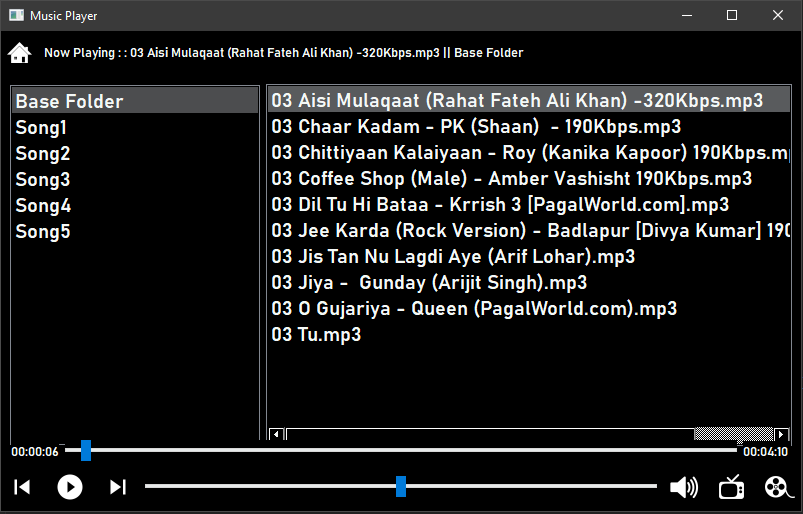 Music Player
Now Playing : : 03 Aisi Mulaqaat (Rahat Fateh Ali Khan) -320Kbps.mp3 || Base Folder
Base Folder
Song1
Song2
Song3
Song4
Song5
03 Aisi Mulaqaat (Rahat Fateh Ali Khan) -320Kbps.mp3
03 Chaar Kadam - PK (Shaan)  - 190Kbps.mp3
03 Chittiyaan Kalaiyaan - Roy (Kanika Kapoor) 190Kbps.m
03 Coffee Shop (Male) - Amber Vashisht 190Kbps.mp3
03 Dil Tu Hi Bataa - Krrish 3 [PagalWorld.com].mp3
03 Jee Karda (Rock Version) - Badlapur [Divya Kumar] 190
03 Jis Tan Nu Lagdi Aye (Arif Lohar).mp3
03 Jiya -  Gunday (Arijit Singh).mp3
03 O Gujariya - Queen (PagalWorld.com).mp3
03 Tu.mp3
00:00:06
00:04:10